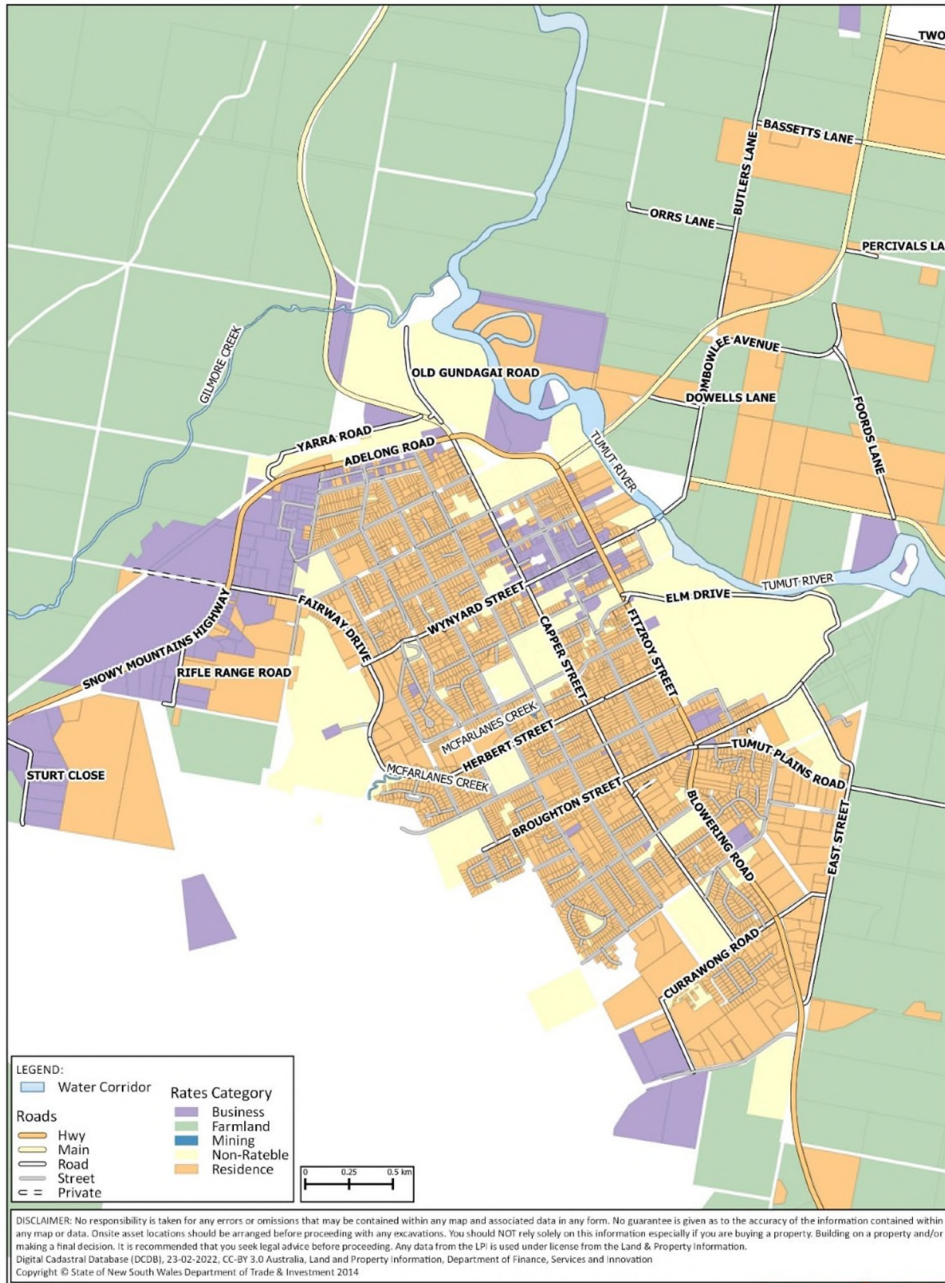 TWO
BASSETTS LANE
BUTLERS LANE
ORRS LANE
PERCIVALS LA
GILMORE CREEK
OMBOWLEE AVENUE
OLD GUNDAGAI ROAD
DOWELLS LANE
FOORDS LANE
YARRA ROAD
ADELONG ROAD
TUMUT RIVER
TUMUT RIVER
ELM DRIVE
FAIRWAY DRIVE
WYNYARD STREET
CAPPER STREET
FITZROY STREET
SNOWY MOUNTAINS HIGHWAY
RIFLE RANGE ROAD
MCFARLANES CREEK
HERBERT STREET
MCFARLANES CREEK
STURT CLOSE
TUMUT PLAINS ROAD
BROUGHTON STREET
BLOWERING ROAD
EAST STREET
CURRAWONG ROAD
LEGEND:
Water Corridor
Roads
Hwy
Main
Road
Street
Private
Rates Category
Business
Farmland
Mining
Non-Rateble
Residence
0 0.25 0.5 km
DISCLAIMER: No responsibility is taken for any errors or omissions that may be contained within any map and associated data in any form. No guarantee is given as to the accuracy of the information contained within
any map or data. Onsite asset locations should be arranged before proceeding with any excavations. You should NOT rely solely on this information especially if you are buying a property. Building on a property and/or
making a final decision. It is recommended that you seek legal advice before proceeding. Any data from the LPI is used under license from the Land & Property Information.
Digital Cadastral Database (DCDB), 23-02-2022, CC-BY 3.0 Australia, Land and Property Information, Department of Finance, Services and Innovation
Copyright © State of New South Wales Department of Trade & Investment 2014